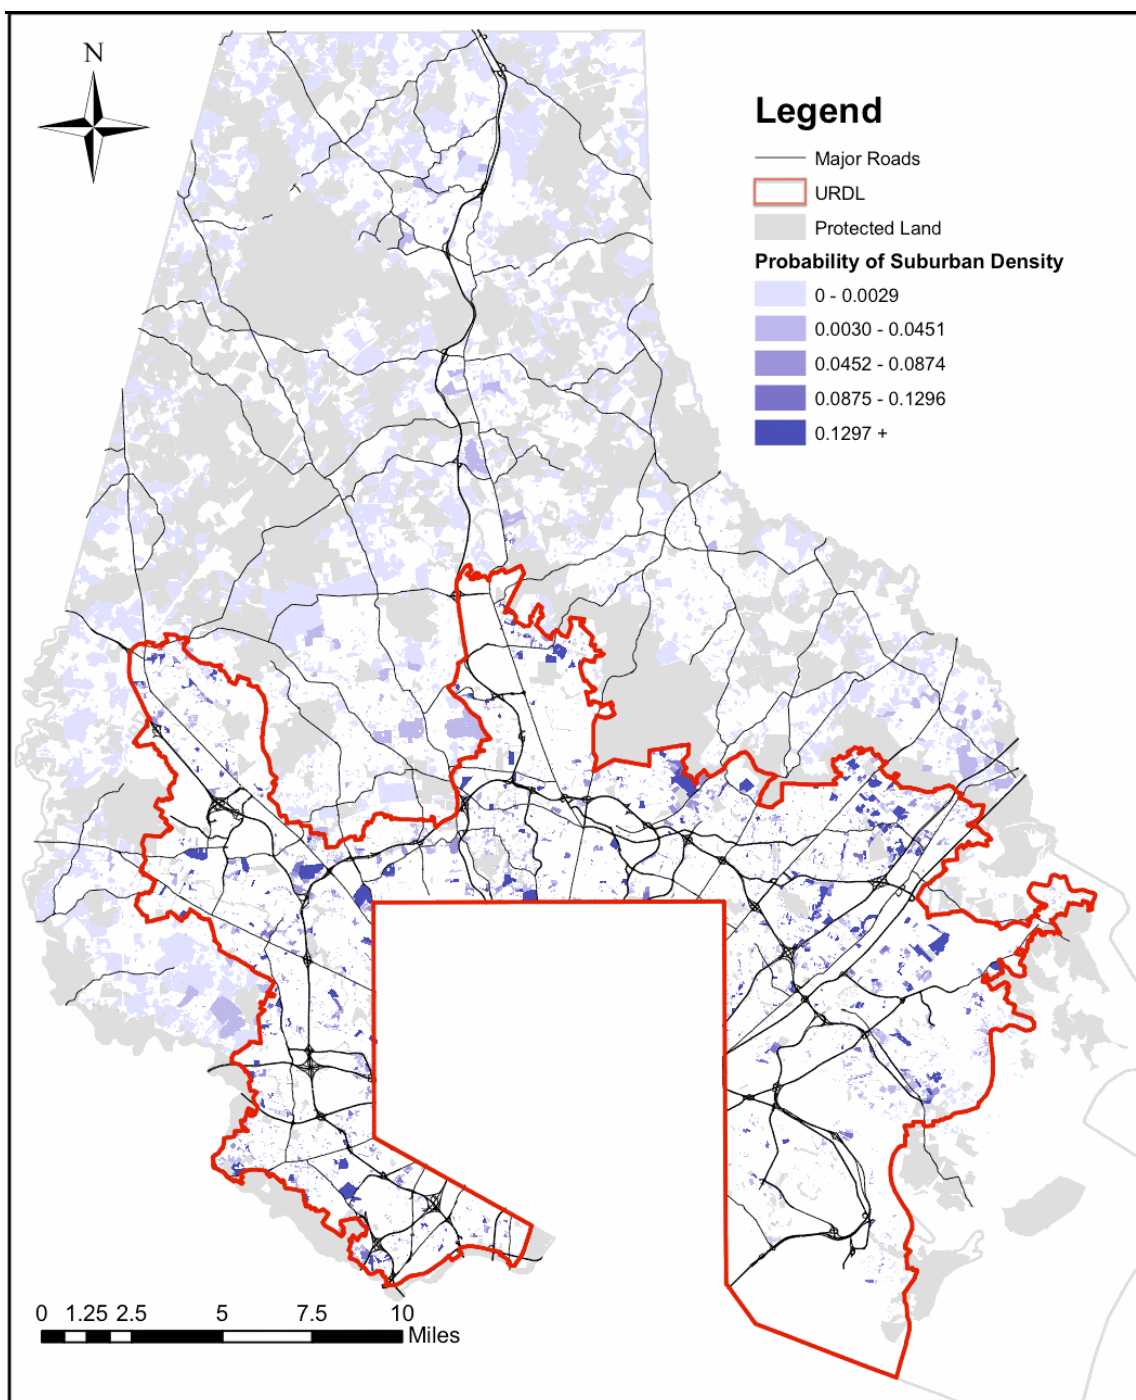 N
Legend
Major Roads
URDL
Protected Land
Probability of Suburban Density
0 - 0.0029
0.0030 - 0.0451
0.0452 - 0.0874
0.0875 - 0.1296
0.1297 +
0 1.25 2.5 5 7.5 10
Miles